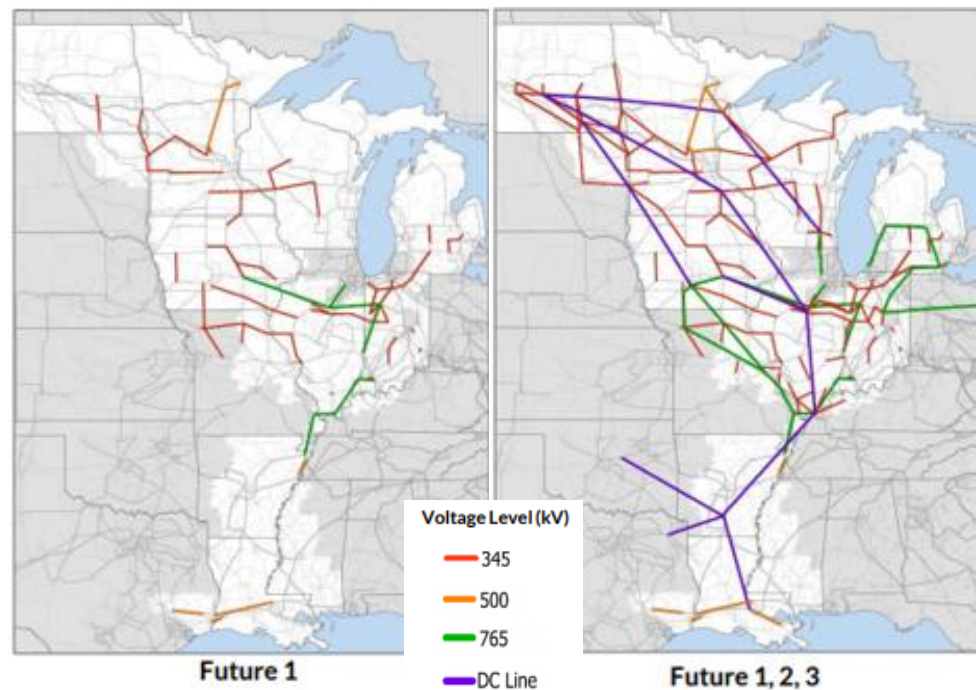 Voltage Level (kV)
345
500
765
DC Line
Future 1
Future 1, 2, 3